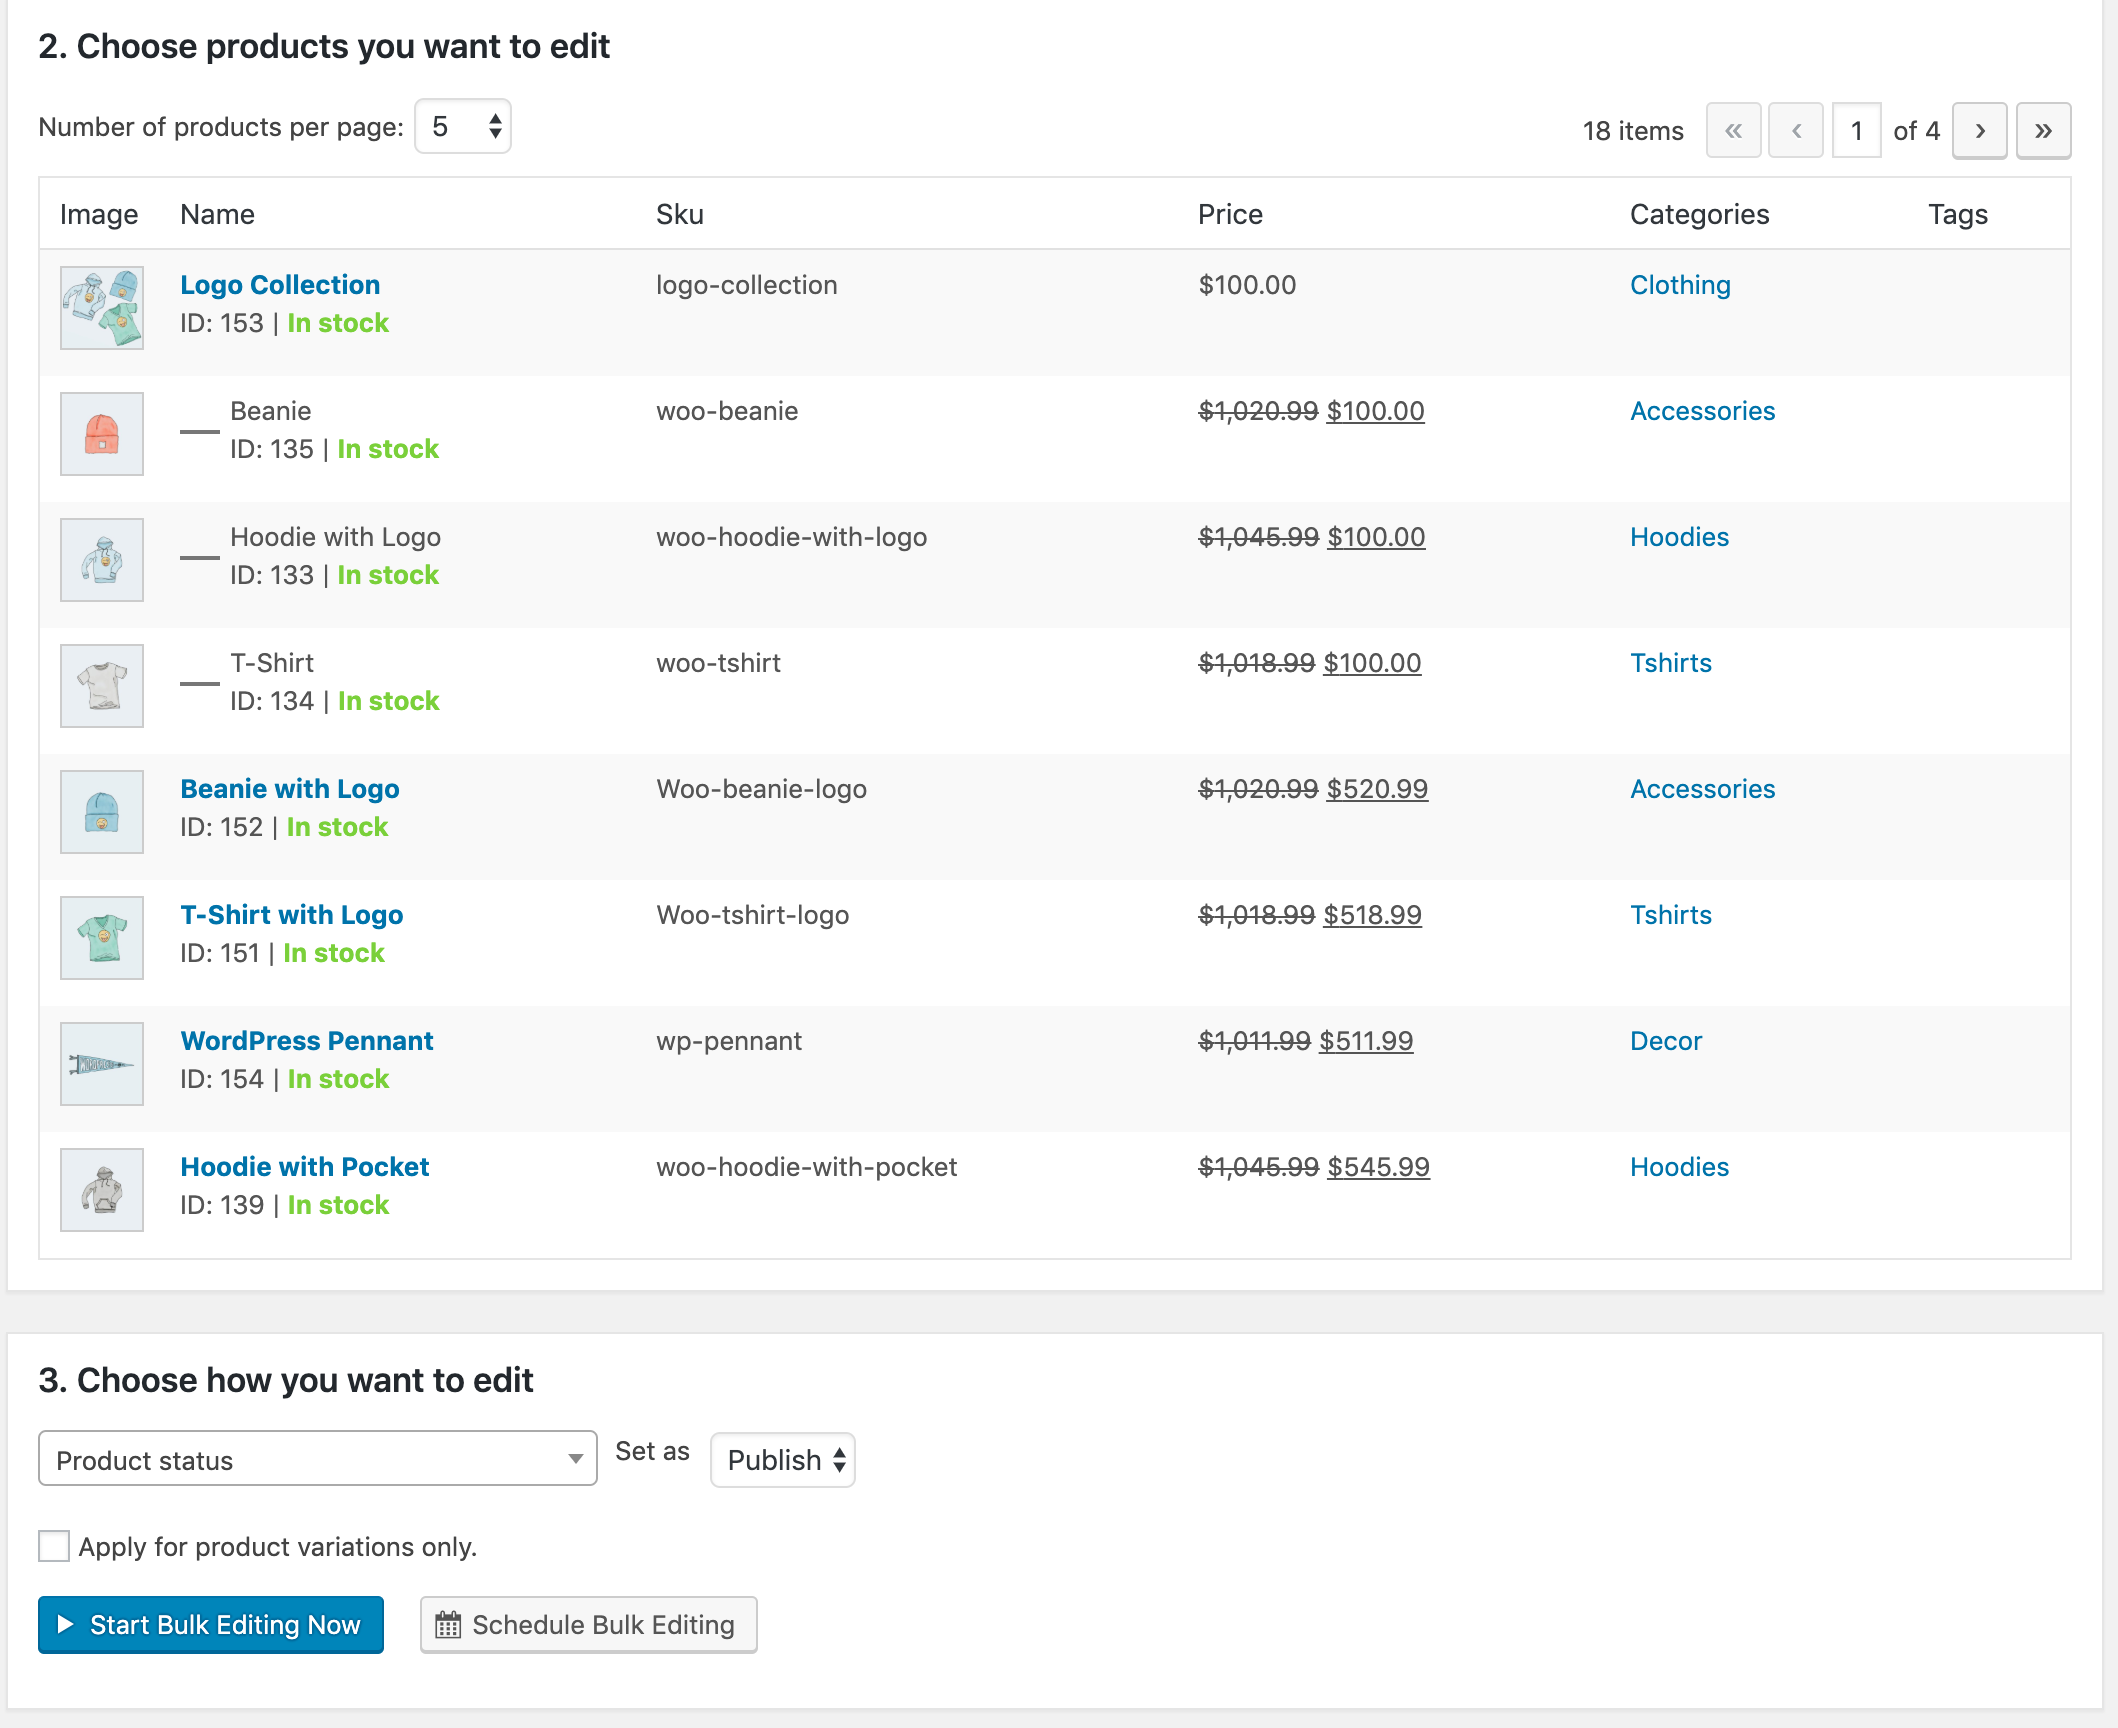 2. Choose products you want to edit
Number of products per page: 5
18 items « ‹ 1 of 4 › »
Image Name Sku Price Categories Tags
Logo Collection logo-collection $100.00 Clothing
ID: 153 | In stock
Beanie woo-beanie $1,020.99 $100.00 Accessories
ID: 135 | In stock
Hoodie with Logo woo-hoodie-with-logo $1,045.99 $100.00 Hoodies
ID: 133 | In stock
T-Shirt woo-tshirt $1,018.99 $100.00 Tshirts
ID: 134 | In stock
Beanie with Logo Woo-beanie-logo $1,020.99 $520.99 Accessories
ID: 152 | In stock
T-Shirt with Logo Woo-tshirt-logo $1,018.99 $518.99 Tshirts
ID: 151 | In stock
WordPress Pennant wp-pennant $1,011.99 $511.99 Decor
ID: 154 | In stock
Hoodie with Pocket woo-hoodie-with-pocket $1,045.99 $545.99 Hoodies
ID: 139 | In stock
3. Choose how you want to edit
Product status Set as Publish
Apply for product variations only.
Start Bulk Editing Now Schedule Bulk Editing